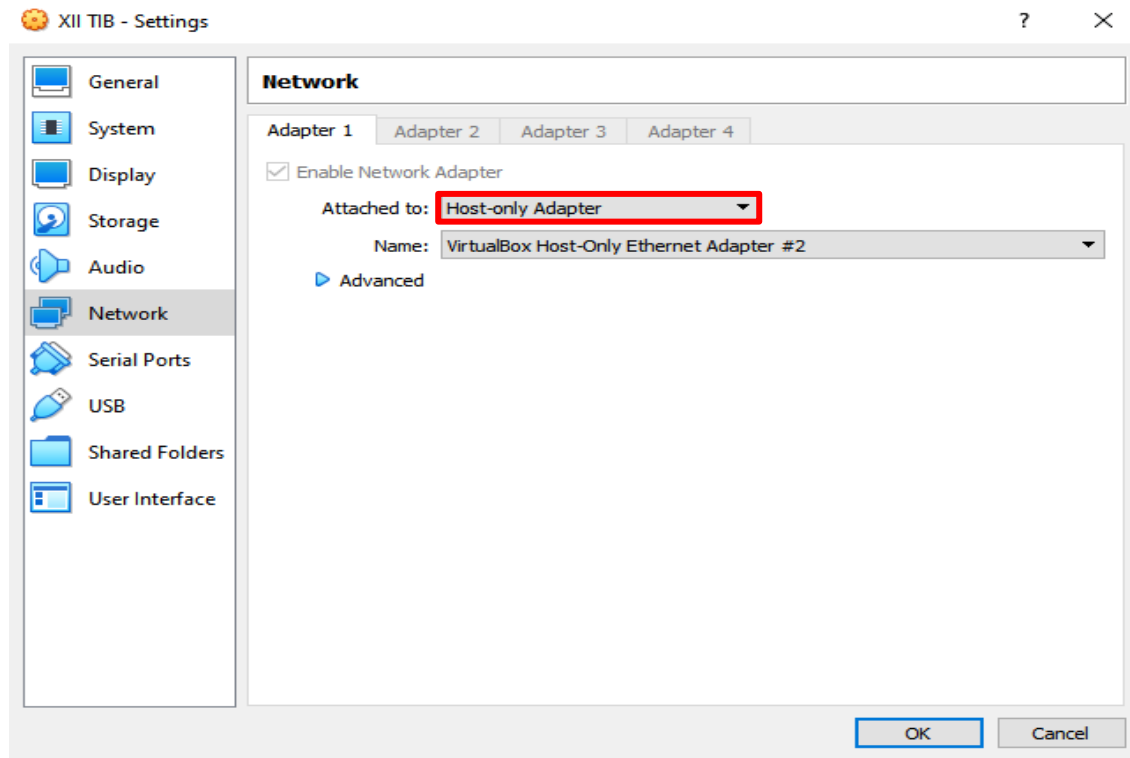 XII TIB - Settings
?
General
System
Display
Storage
Audio
Network
Serial Ports
USB
Shared Folders
User Interface
Network
Adapter 1 Adapter 2 Adapter 3 Adapter 4
Enable Network Adapter
Attached to: Host-only Adapter
Name: VirtualBox Host-Only Ethernet Adapter #2
Advanced
OK Cancel